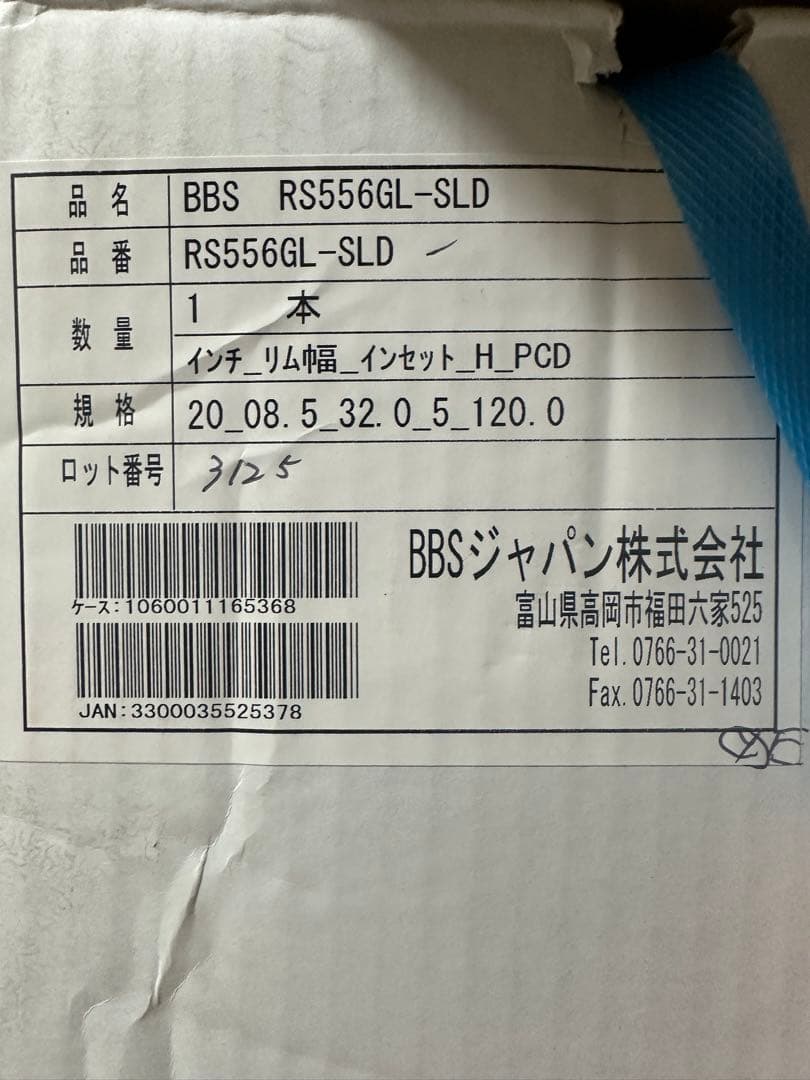 品名 BBS RS556GL-SLD
品番 RS556GL-SLD
数量 1 本
インチ_リム幅_インセット_H_PCD
規格 20_08.5_32.0_5_120.0
ロット番号 3125
BBSジャパン株式会社
富山県高岡市福田六家525
Tel.0766-31-0021
Fax.0766-31-1403
ケース:1060011165368
JAN:3300035525378